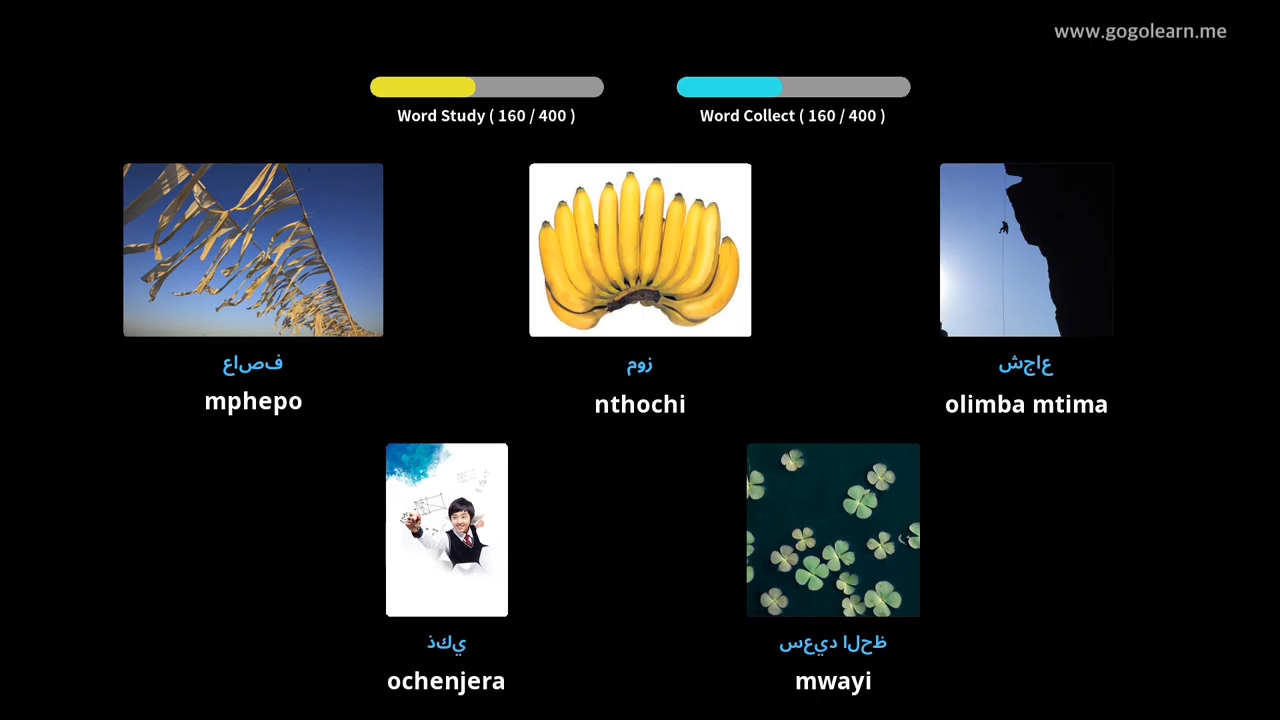 www.gogolearn.me
Word Study ( 160 / 400 )
Word Collect ( 160 / 400 )
عاصف
mphepo
موز
nthochi
شجاع
olimba mtima
ذكي
ochenjera
سعيد الحظ
mwayi